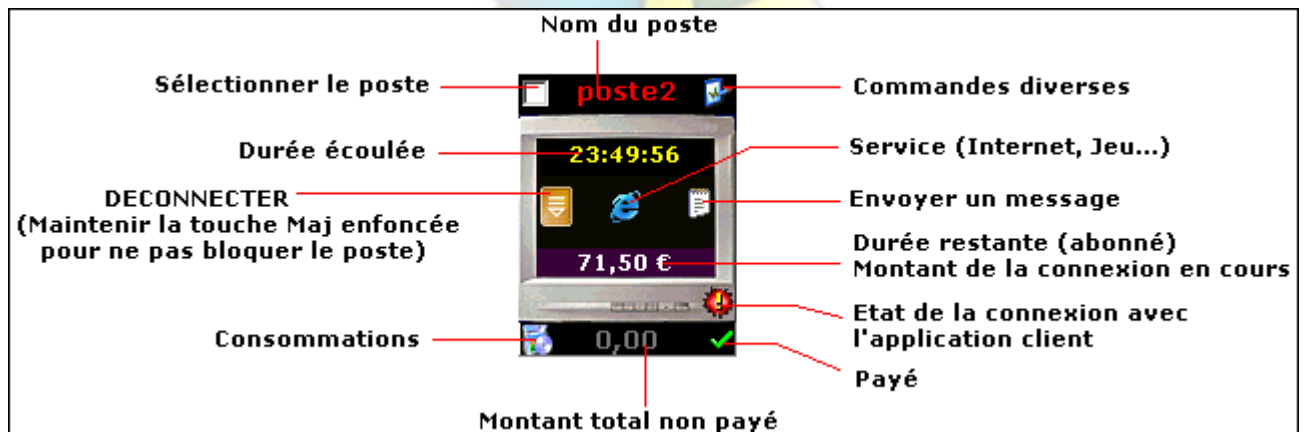 Nom du poste
Sélectionner le poste
poste2
Commandes diverses
Durée écoulée
23:49:56
Service (Internet, Jeu...)
DECONNECTER
(Maintenir la touche Maj enfoncée
pour ne pas bloquer le poste)
Envoyer un message
71,50 €
Durée restante (abonné)
Montant de la connexion en cours
Etat de la connexion avec
l'application client
Consommations
0,00
Payé
Montant total non payé